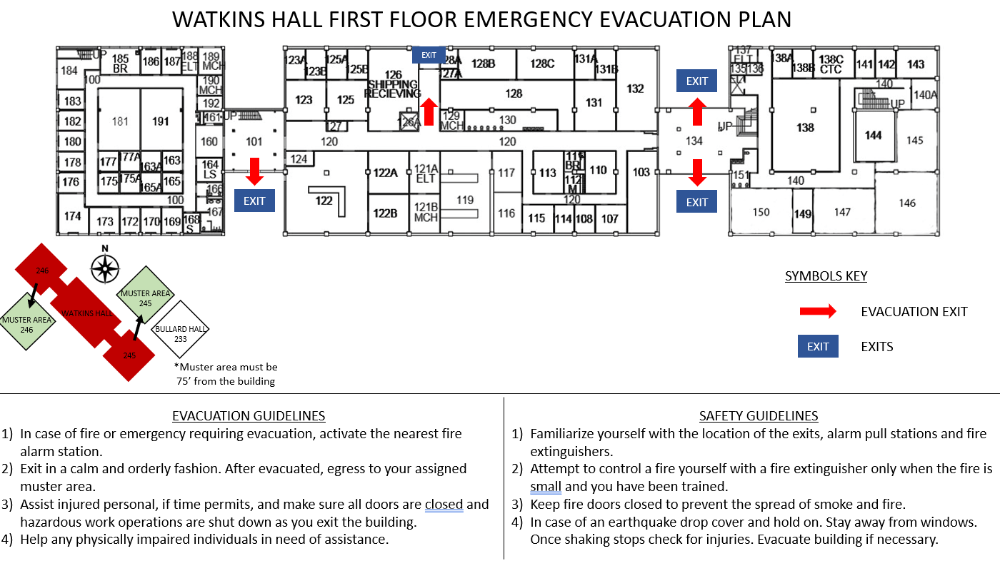 WATKINS HALL FIRST FLOOR EMERGENCY EVACUATION PLAN
184
UP
185
BR
186
187
188
ELT
189
MCH
100
190
MCH
183
192
182
181
191
161
UP
180
160
101
178
177
177A
163A
163
164
LS
176
175
175A
165A
165
166
100
167
174
173
172
170
169
168
S
EXIT
123A
123B
125A
125B
126
SHIPPING
RECIEVING
EXIT
128A
127A
128B
128C
131A
131B
132
123
125
128
131
126A
129
MCH
130
127
120
120
124
122A
121A
ELT
117
113
110
103
122
119
120
122B
121B
MCH
116
115
114
108
107
EXIT
134
EXIT
137
ELT
135
136
138A
138B
138C
CTC
141
142
143
140
140A
UP
UP
138
144
145
151
140
150
149
147
146
N
246
MUSTER AREA
246
WATKINS HALL
MUSTER AREA
245
BULLARD HALL
233
245
*Muster area must be
75’ from the building
SYMBOLS KEY
EVACUATION EXIT
EXIT
EXITS
EVACUATION GUIDELINES
1) In case of fire or emergency requiring evacuation, activate the nearest fire
alarm station.
2) Exit in a calm and orderly fashion. After evacuated, egress to your assigned
muster area.
3) Assist injured personal, if time permits, and make sure all doors are closed and
hazardous work operations are shut down as you exit the building.
4) Help any physically impaired individuals in need of assistance.
SAFETY GUIDELINES
1) Familiarize yourself with the location of the exits, alarm pull stations and fire
extinguishers.
2) Attempt to control a fire yourself with a fire extinguisher only when the fire is
small and you have been trained.
3) Keep fire doors closed to prevent the spread of smoke and fire.
4) In case of an earthquake drop cover and hold on. Stay away from windows.
Once shaking stops check for injuries. Evacuate building if necessary.